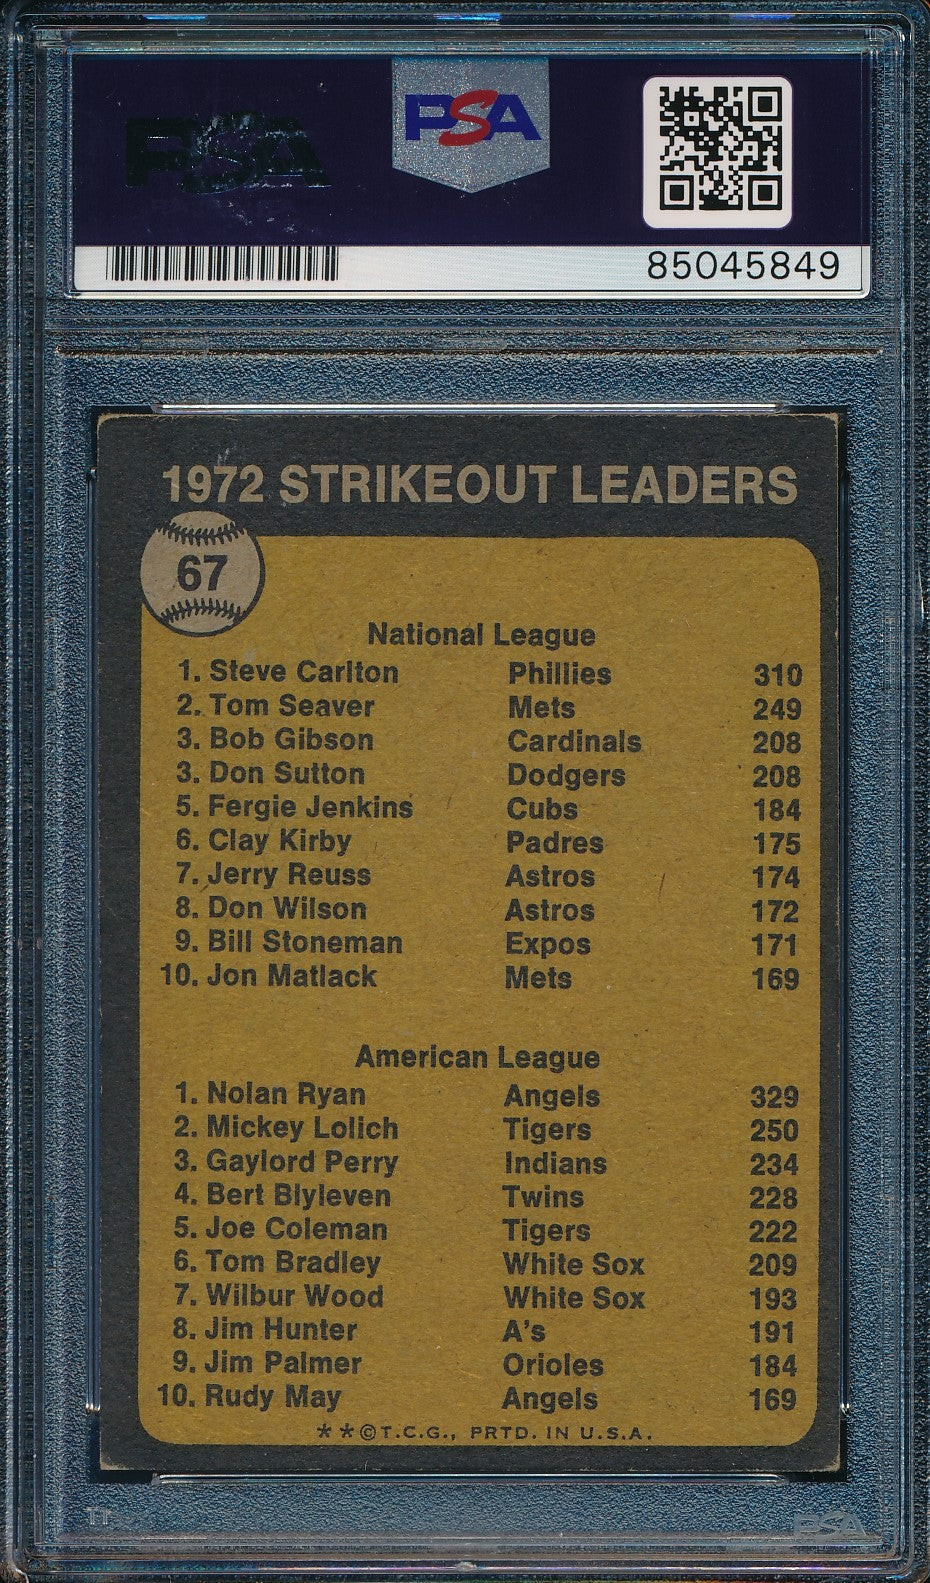 PSA
PSA
85045849
1972 STRIKEOUT LEADERS
67
National League
1. Steve Carlton Phillies 310
2. Tom Seaver Mets 249
3. Bob Gibson Cardinals 208
3. Don Sutton Dodgers 208
5. Fergie Jenkins Cubs 184
6. Clay Kirby Padres 175
7. Jerry Reuss Astros 174
8. Don Wilson Astros 172
9. Bill Stoneman Expos 171
10. Jon Matlack Mets 169
American League
1. Nolan Ryan Angels 329
2. Mickey Lolich Tigers 250
3. Gaylord Perry Indians 234
4. Bert Blyleven Twins 228
5. Joe Coleman Tigers 222
6. Tom Bradley White Sox 209
7. Wilbur Wood White Sox 193
8. Jim Hunter A's 191
9. Jim Palmer Orioles 184
10. Rudy May Angels 169
**©T.C.G., PRTD. IN U.S.A.
PSA